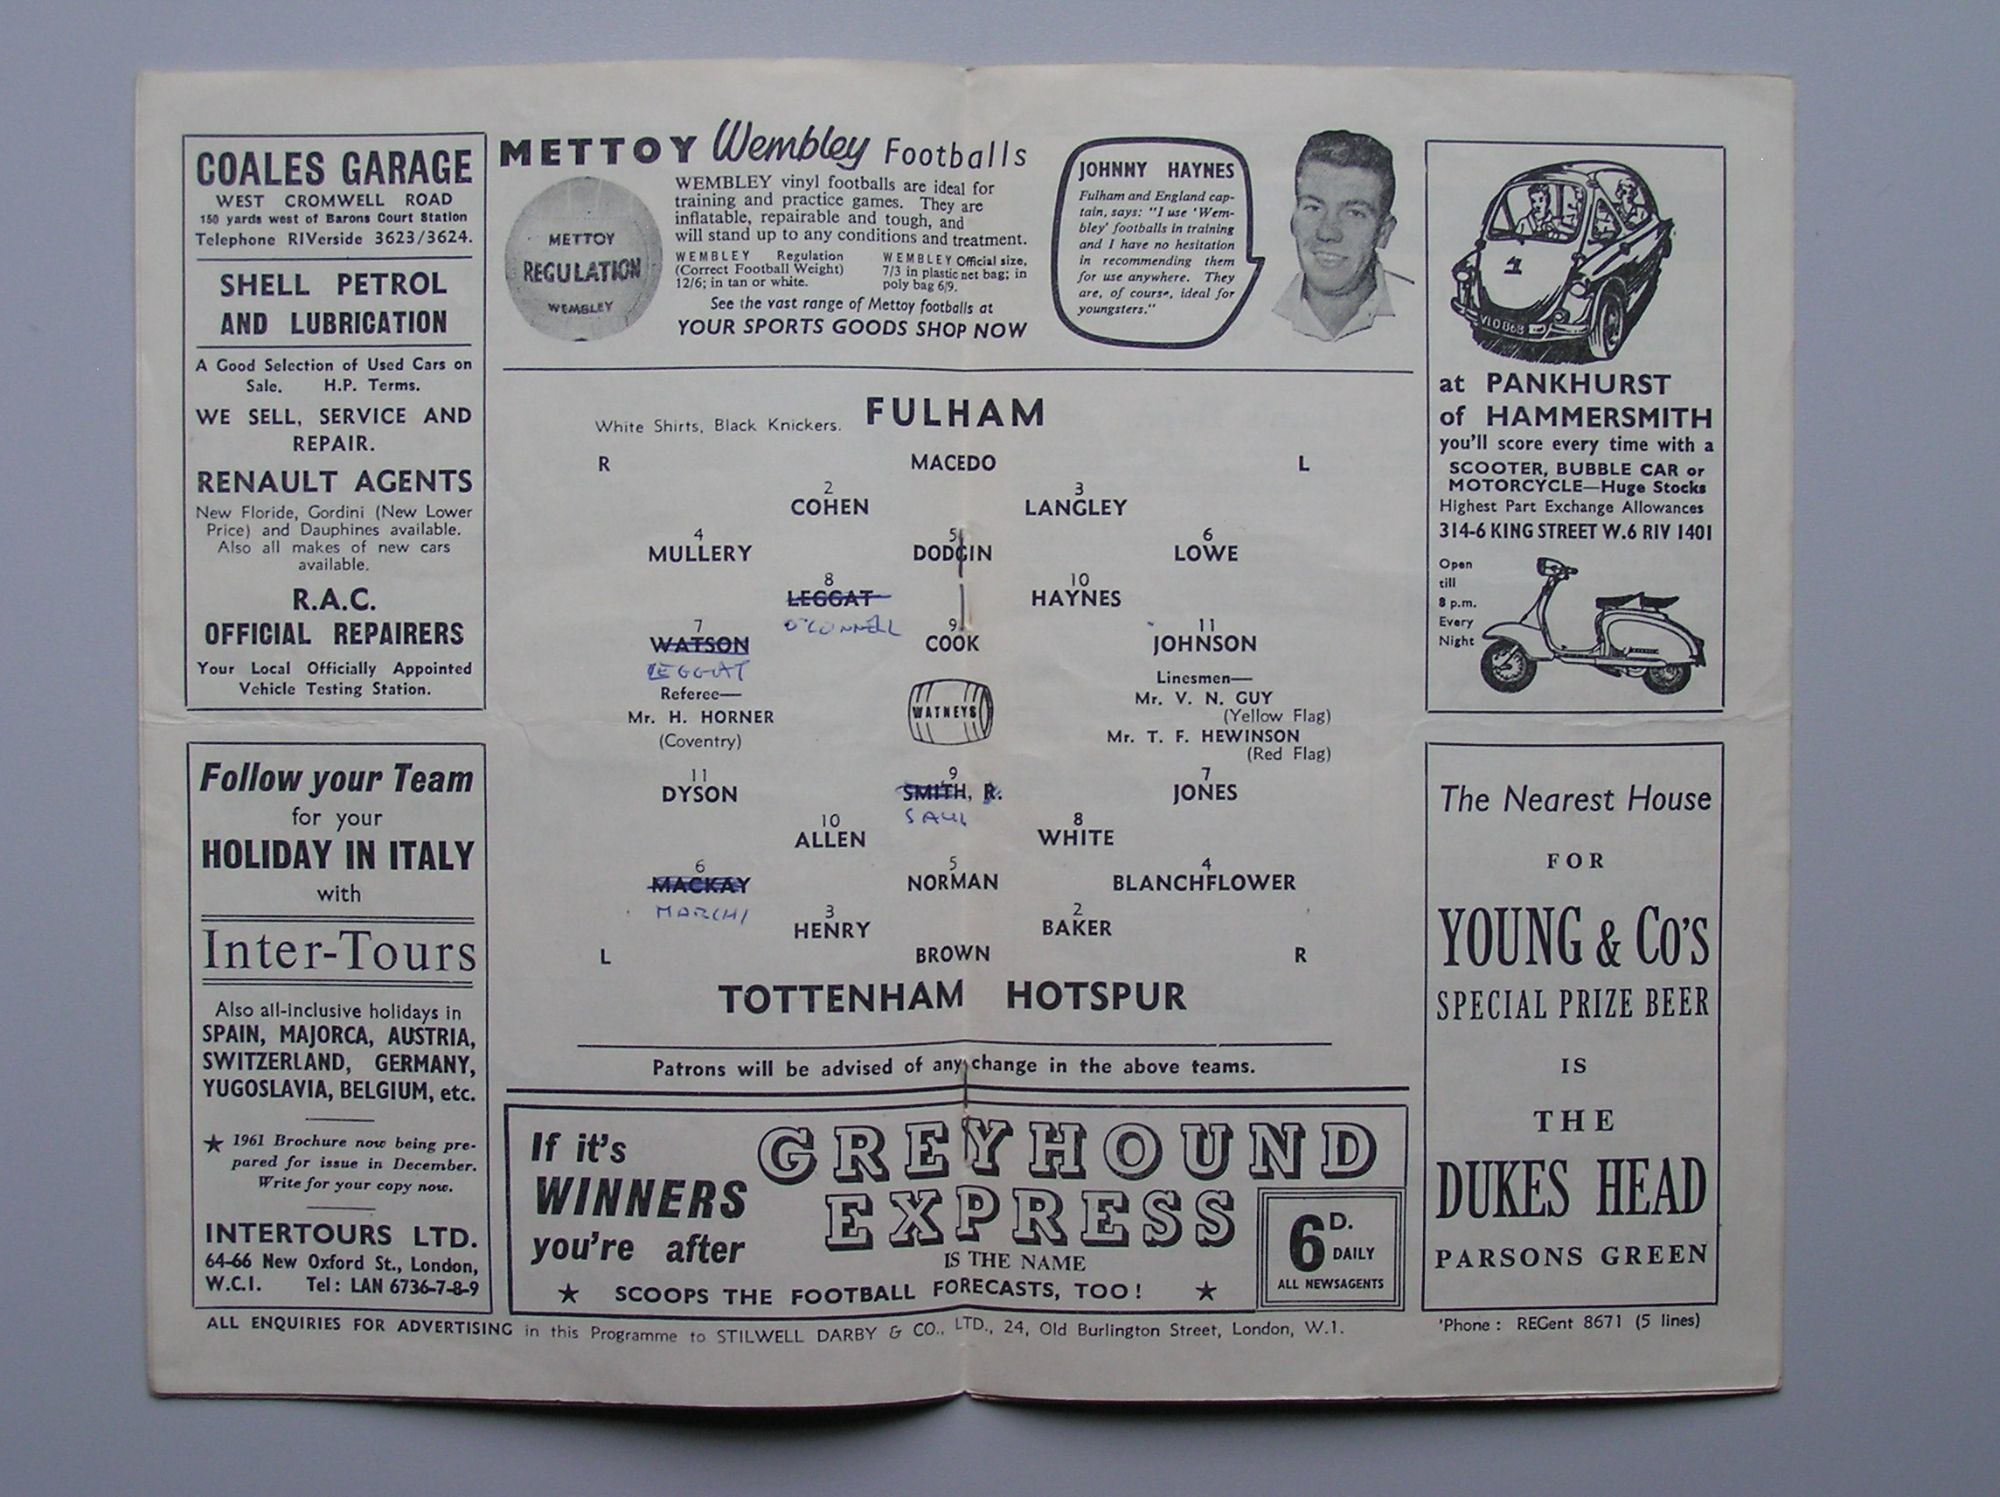 COALES GARAGE
WEST CROMWELL ROAD
150 yards west of Barons Court Station
Telephone RIVerside 3623/3624.
SHELL PETROL
AND LUBRICATION
A Good Selection of Used Cars on
Sale. H.P. Terms.
WE SELL, SERVICE AND
REPAIR.
RENAULT AGENTS
New Floride, Gordini (New Lower
Price) and Dauphines available.
Also all makes of new cars
available.
R.A.C.
OFFICIAL REPAIRERS
Your Local Officially Appointed
Vehicle Testing Station.
Follow your Team
for your
HOLIDAY IN ITALY
with
Inter-Tours
Also all-inclusive holidays in
SPAIN, MAJORCA, AUSTRIA,
SWITZERLAND, GERMANY,
YUGOSLAVIA, BELGIUM, etc.
★ 1961 Brochure now being pre-
pared for issue in December.
Write for your copy now.
INTERTOURS LTD.
64-66 New Oxford St., London,
W.C.I. Tel: LAN 6736-7-8-9
METTOY Wembley Footballs
METTOY
REGULATION
WEMBLEY
WEMBLEY vinyl footballs are ideal for
training and practice games. They are
inflatable, repairable and tough, and
will stand up to any conditions and treatment.
WEMBLEY Regulation
(Correct Football Weight)
12/6; in tan or white.
WEMBLEY Official size,
7/3 in plastic net bag; in
poly bag 6/9.
See the vast range of Mettoy footballs at
YOUR SPORTS GOODS SHOP NOW
JOHNNY HAYNES
Fulham and England cap-
tain, says: "I use 'Wem-
bley' footballs in training
and I have no hesitation
in recommending them
for use anywhere. They
are, of course, ideal for
youngsters."
White Shirts, Black Knickers. FULHAM
R MACEDO L
2 3
COHEN LANGLEY
4 5 6
MULLERY DODGIN LOWE
8 10
LEGGAT HAYNES
O'CONNELL
7 9 11
WATSON COOK JOHNSON
LEGGAT
Referee—
Mr. H. HORNER
(Coventry)
WATNEYS
Linesmen—
Mr. V. N. GUY
(Yellow Flag)
Mr. T. F. HEWINSON
(Red Flag)
11 9 7
DYSON SMITH, R. JONES
SAUL
10 8
ALLEN WHITE
6 5 4
MACKAY NORMAN BLANCHFLOWER
MARCHI
3 2
HENRY BAKER
L BROWN R
TOTTENHAM HOTSPUR
Patrons will be advised of any change in the above teams.
If it's
WINNERS
you're after
GREYHOUND
EXPRESS
IS THE NAME
★ SCOOPS THE FOOTBALL FORECASTS, TOO! ★
6D.
DAILY
ALL NEWSAGENTS
VLO 868
at PANKHURST
of HAMMERSMITH
you'll score every time with a
SCOOTER, BUBBLE CAR or
MOTORCYCLE—Huge Stocks
Highest Part Exchange Allowances
314-6 KING STREET W.6 RIV 1401
Open
till
8 p.m.
Every
Night
The Nearest House
FOR
YOUNG & CO'S
SPECIAL PRIZE BEER
IS
THE
DUKES HEAD
PARSONS GREEN
ALL ENQUIRIES FOR ADVERTISING in this Programme to STILWELL DARBY & CO., LTD., 24, Old Burlington Street, London, W.1. 'Phone: REGent 8671 (5 lines)